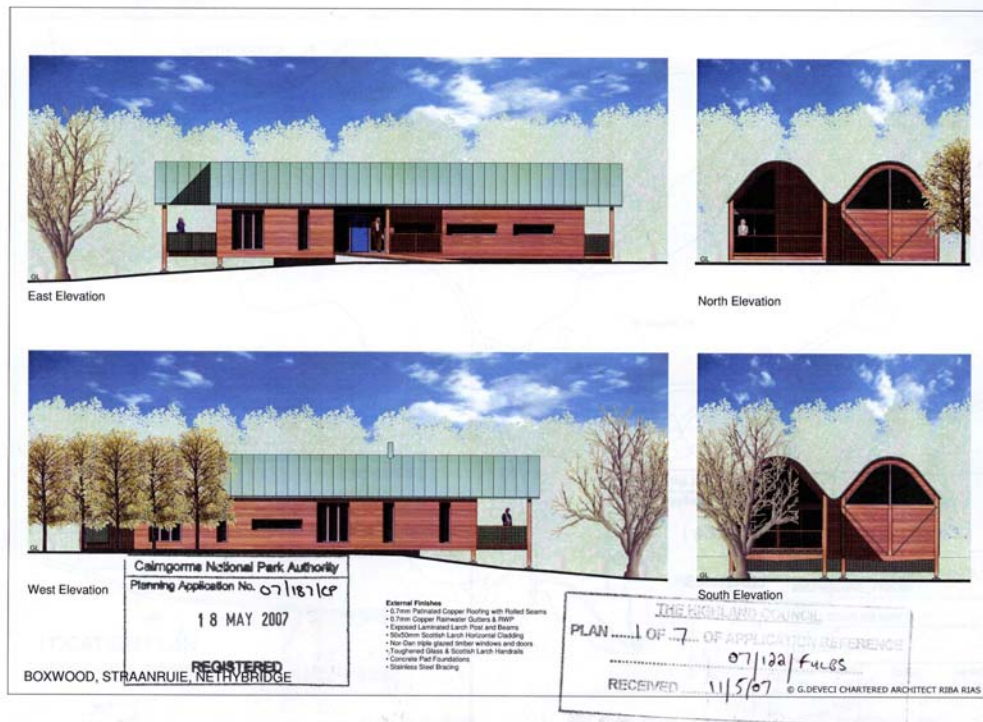 GL
East Elevation
GL
North Elevation
GL
West Elevation
GL
South Elevation
Cairngorms National Park Authority
Planning Application No. 07/187/CP
18 MAY 2007
REGISTERED
BOXWOOD, STRAANRUIE, NETHYBRIDGE
External Finishes
• 0.7mm Patinated Copper Roofing with Rolled Seams
• 0.7mm Copper Rainwater Gutters & RWP
• Exposed Laminated Larch Post and Beams
• 50x50mm Scottish Larch Horizontal Cladding
• Nor-Dan triple glazed timber windows and doors
• Toughened Glass & Scottish Larch Handrails
• Concrete Pad Foundations
• Stainless Steel Bracing
THE HIGHLAND COUNCIL
PLAN 1 OF 7 OF APPLICATION REFERENCE
07/122/FULBS
RECEIVED 11/5/07
© G.DEVECI CHARTERED ARCHITECT RIBA RIAS